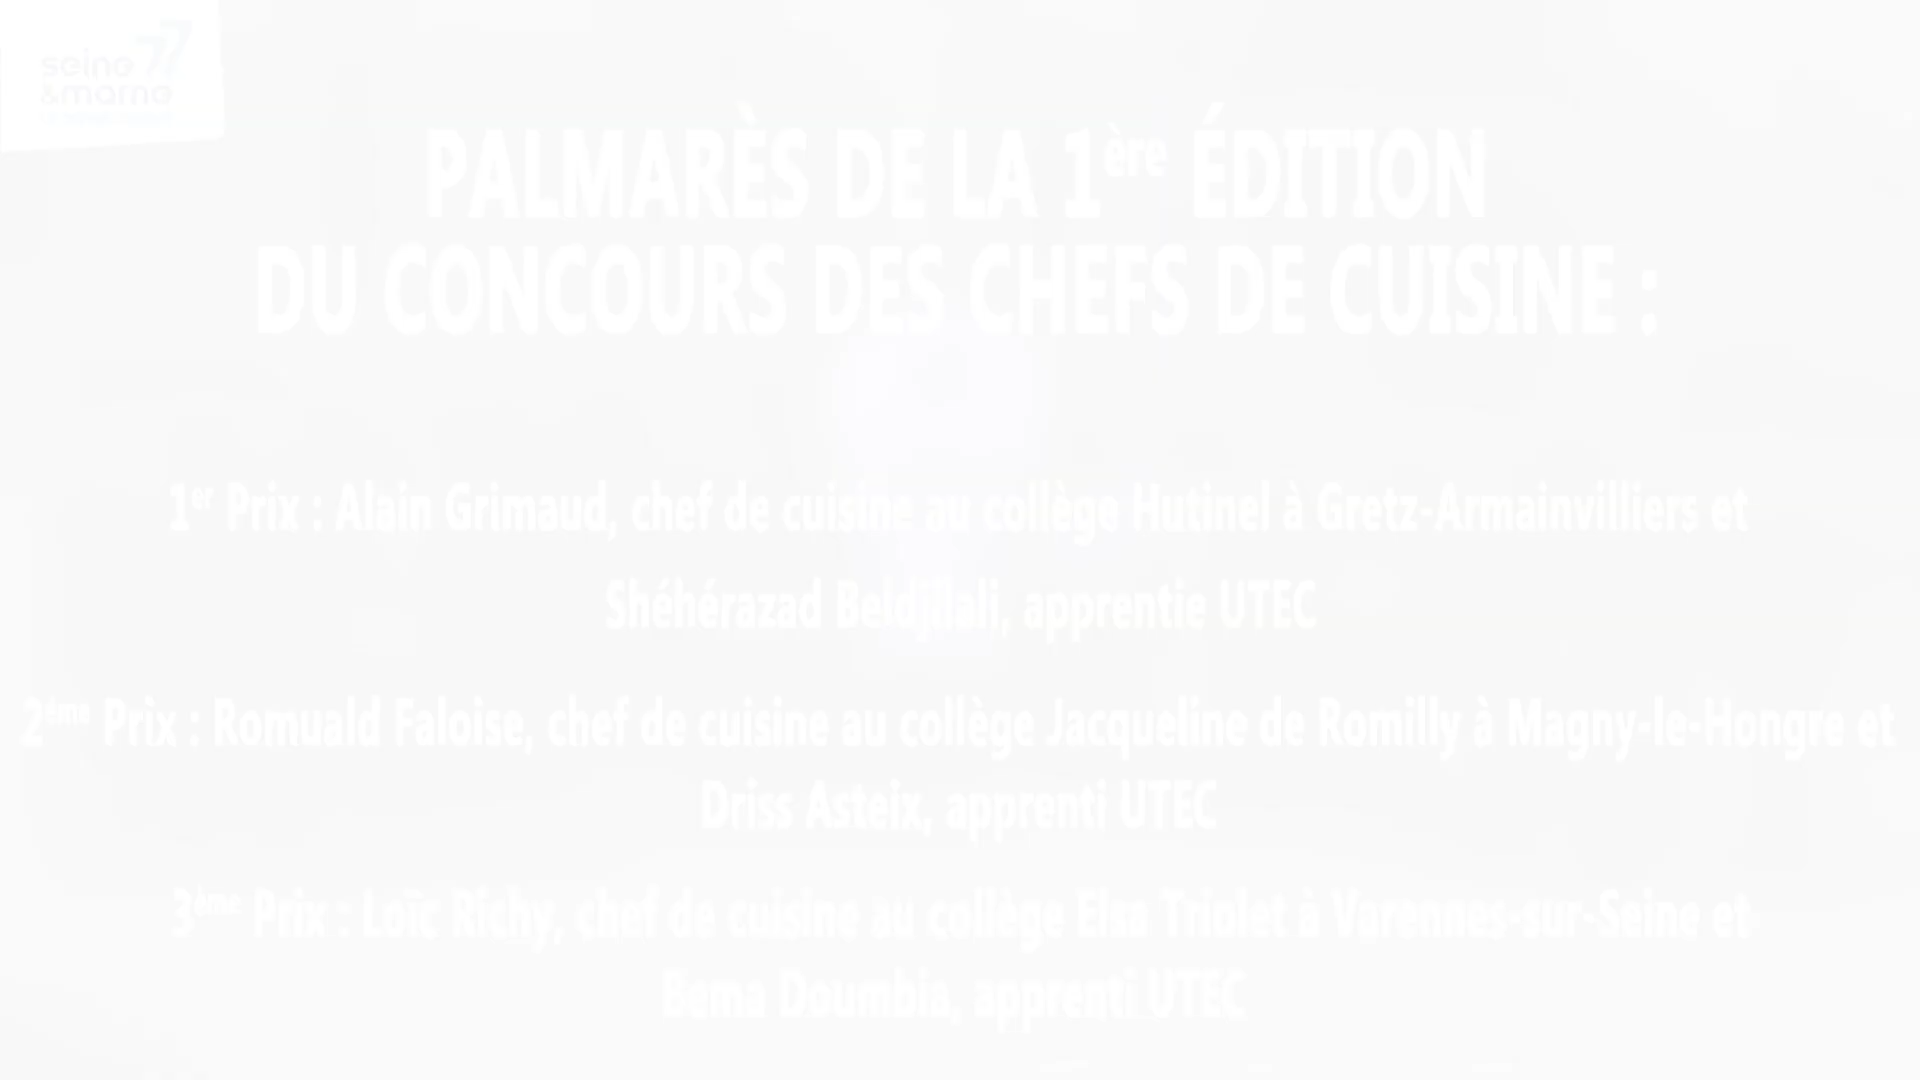 seine 77
&marne
PALMARÈS DE LA 1ère ÉDITION
DU CONCOURS DES CHEFS DE CUISINE :
1er Prix : Alain Grimaud, chef de cuisine au collège Hutinel à Gretz-Armainvilliers et
Shéhérazad Beldjilali, apprentie UTEC
2ème Prix : Romuald Faloise, chef de cuisine au collège Jacqueline de Romilly à Magny-le-Hongre et
Driss Asteix, apprenti UTEC
3ème Prix : Loïc Richy, chef de cuisine au collège Elsa Triolet à Varennes-sur-Seine et
Bema Doumbia, apprenti UTEC